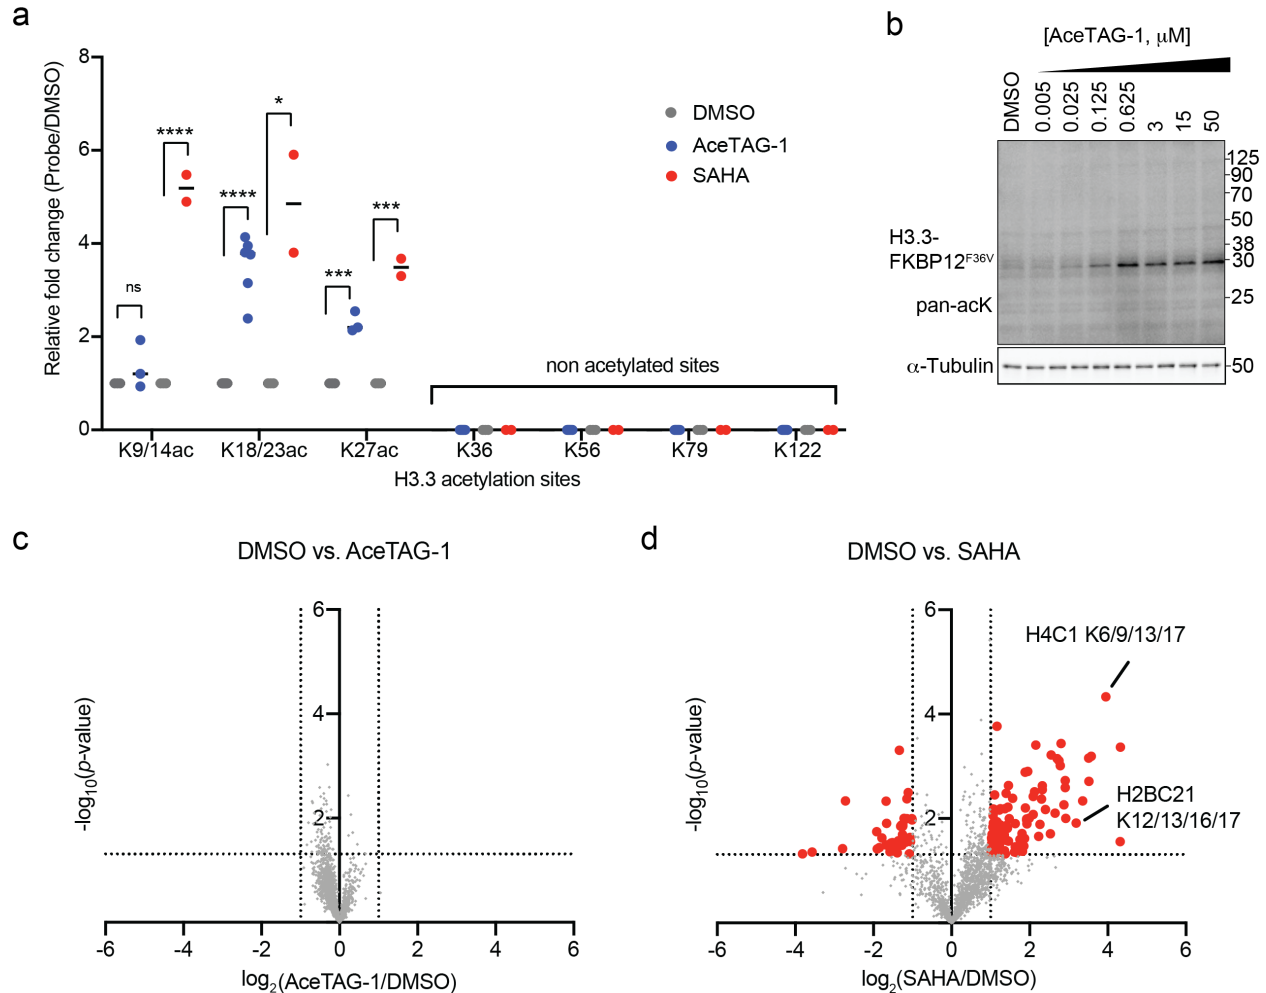 a
Relative fold change (Probe/DMSO)
8
6
4
2
0
ns
****
****
*
***
***
DMSO
AceTAG-1
SAHA
non acetylated sites
K9/14ac K18/23ac K27ac K36 K56 K79 K122
H3.3 acetylation sites
b
[AceTAG-1, μM]
DMSO 0.005 0.025 0.125 0.625 3 15 50
125
90
70
50
38
30
25
H3.3-
FKBP12F36V
pan-acK
α-Tubulin
50
c
DMSO vs. AceTAG-1
-log10(p-value)
6
4
2
-6 -4 -2 0 2 4 6
log2(AceTAG-1/DMSO)
d
DMSO vs. SAHA
-log10(p-value)
6
4
2
H4C1 K6/9/13/17
H2BC21
K12/13/16/17
-6 -4 -2 0 2 4 6
log2(SAHA/DMSO)